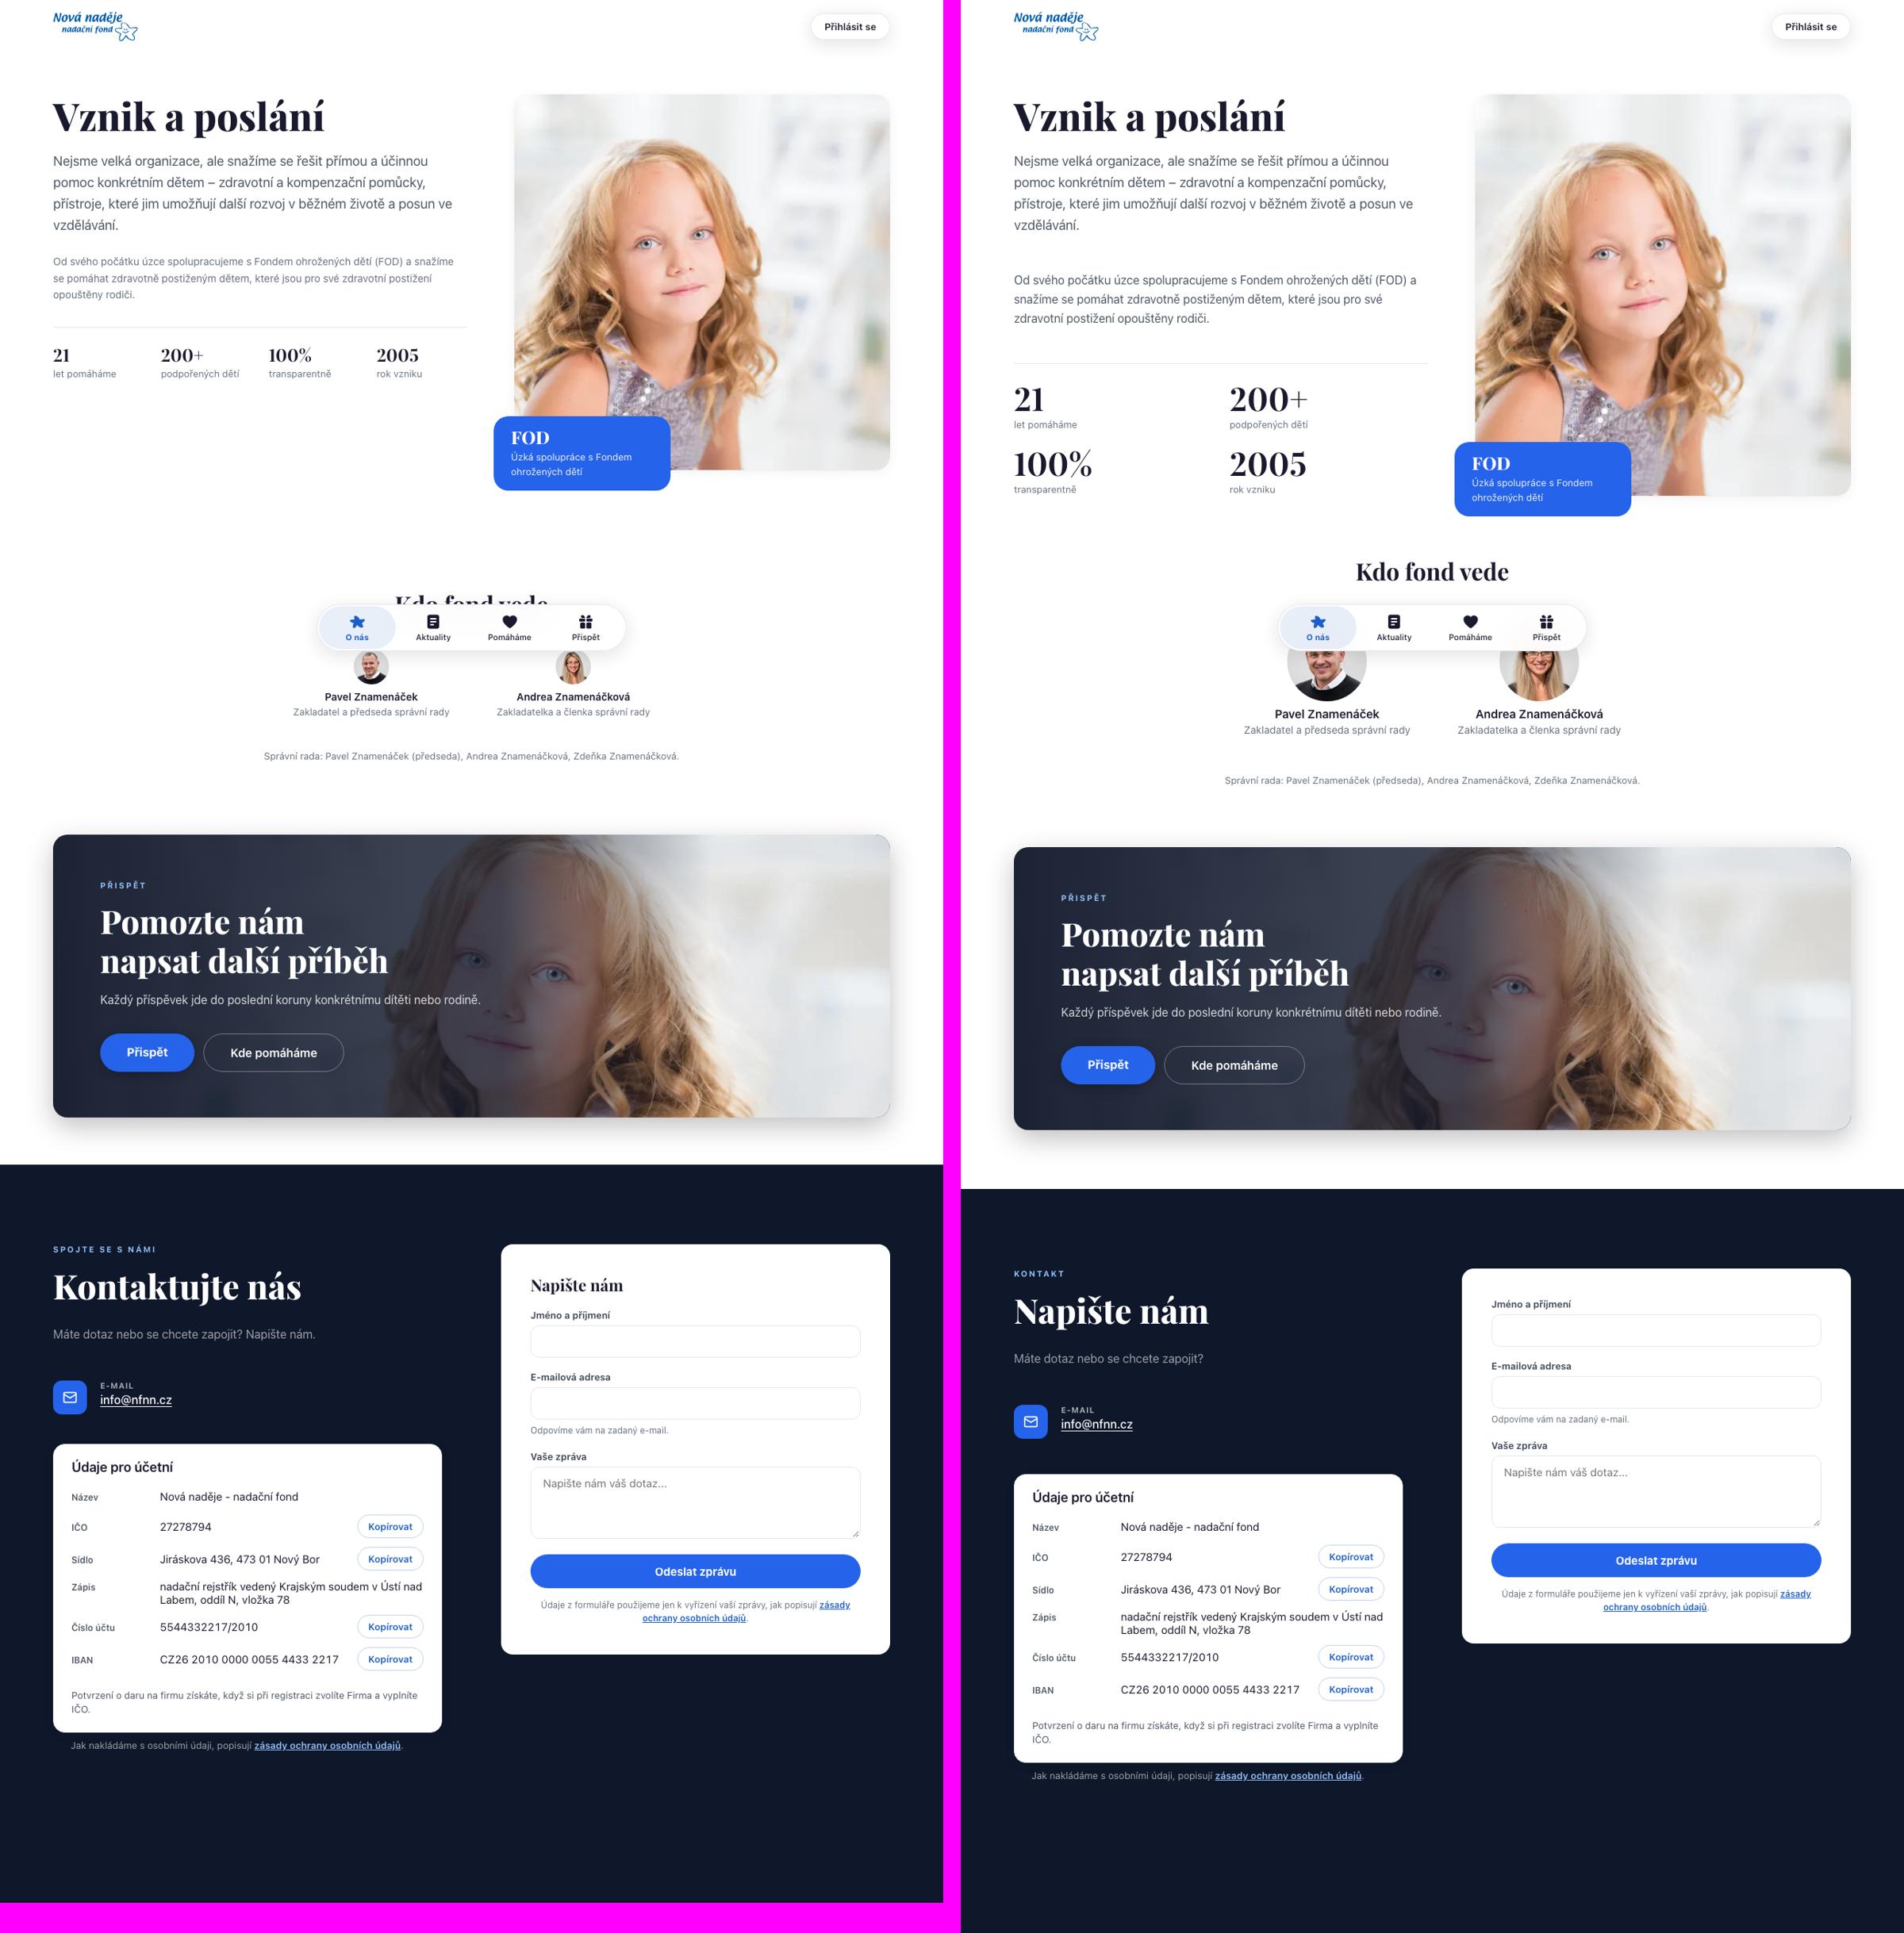 Nová naděje
nadační fond
Přihlásit se
Vznik a poslání
Nejsme velká organizace, ale snažíme se řešit přímou a účinnou
pomoc konkrétním dětem – zdravotní a kompenzační pomůcky,
přístroje, které jim umožňují další rozvoj v běžném životě a posun ve
vzdělávání.
Od svého počátku úzce spolupracujeme s Fondem ohrožených dětí (FOD) a snažíme
se pomáhat zdravotně postiženým dětem, které jsou pro své zdravotní postižení
opouštěny rodiči.
21
let pomáháme
200+
podpořených dětí
100%
transparentně
2005
rok vzniku
FOD
Úzká spolupráce s Fondem
ohrožených dětí
Kdo fond vede
O nás
Aktuality
Pomáháme
Přispět
Pavel Znamenáček
Zakladatel a předseda správní rady
Andrea Znamenáčková
Zakladatelka a členka správní rady
Správní rada: Pavel Znamenáček (předseda), Andrea Znamenáčková, Zdeňka Znamenáčková.
PŘISPĚT
Pomozte nám
napsat další příběh
Každý příspěvek jde do poslední koruny konkrétnímu dítěti nebo rodině.
Přispět
Kde pomáháme
SPOJTE SE S NÁMI
Kontaktujte nás
Máte dotaz nebo se chcete zapojit? Napište nám.
E-MAIL
info@nfnn.cz
Údaje pro účetní
Název Nová naděje - nadační fond
IČO 27278794 Kopírovat
Sídlo Jiráskova 436, 473 01 Nový Bor Kopírovat
Zápis nadační rejstřík vedený Krajským soudem v Ústí nad
Labem, oddíl N, vložka 78
Číslo účtu 5544332217/2010 Kopírovat
IBAN CZ26 2010 0000 0055 4433 2217 Kopírovat
Potvrzení o daru na firmu získáte, když si při registraci zvolíte Firma a vyplníte
IČO.
Jak nakládáme s osobními údaji, popisují zásady ochrany osobních údajů.
Napište nám
Jméno a příjmení
E-mailová adresa
Odpovíme vám na zadaný e-mail.
Vaše zpráva
Napište nám váš dotaz...
Odeslat zprávu
Údaje z formuláře použijeme jen k vyřízení vaší zprávy, jak popisují zásady
ochrany osobních údajů.
Nová naděje
nadační fond
Přihlásit se
Vznik a poslání
Nejsme velká organizace, ale snažíme se řešit přímou a účinnou
pomoc konkrétním dětem – zdravotní a kompenzační pomůcky,
přístroje, které jim umožňují další rozvoj v běžném životě a posun ve
vzdělávání.
Od svého počátku úzce spolupracujeme s Fondem ohrožených dětí (FOD) a
snažíme se pomáhat zdravotně postiženým dětem, které jsou pro své
zdravotní postižení opouštěny rodiči.
21
let pomáháme
200+
podpořených dětí
100%
transparentně
2005
rok vzniku
FOD
Úzká spolupráce s Fondem
ohrožených dětí
Kdo fond vede
O nás
Aktuality
Pomáháme
Přispět
Pavel Znamenáček
Zakladatel a předseda správní rady
Andrea Znamenáčková
Zakladatelka a členka správní rady
Správní rada: Pavel Znamenáček (předseda), Andrea Znamenáčková, Zdeňka Znamenáčková.
PŘISPĚT
Pomozte nám
napsat další příběh
Každý příspěvek jde do poslední koruny konkrétnímu dítěti nebo rodině.
Přispět
Kde pomáháme
KONTAKT
Napište nám
Máte dotaz nebo se chcete zapojit?
E-MAIL
info@nfnn.cz
Údaje pro účetní
Název Nová naděje - nadační fond
IČO 27278794 Kopírovat
Sídlo Jiráskova 436, 473 01 Nový Bor Kopírovat
Zápis nadační rejstřík vedený Krajským soudem v Ústí nad
Labem, oddíl N, vložka 78
Číslo účtu 5544332217/2010 Kopírovat
IBAN CZ26 2010 0000 0055 4433 2217 Kopírovat
Potvrzení o daru na firmu získáte, když si při registraci zvolíte Firma a vyplníte
IČO.
Jak nakládáme s osobními údaji, popisují zásady ochrany osobních údajů.
Jméno a příjmení
E-mailová adresa
Odpovíme vám na zadaný e-mail.
Vaše zpráva
Napište nám váš dotaz...
Odeslat zprávu
Údaje z formuláře použijeme jen k vyřízení vaší zprávy, jak popisují zásady
ochrany osobních údajů.